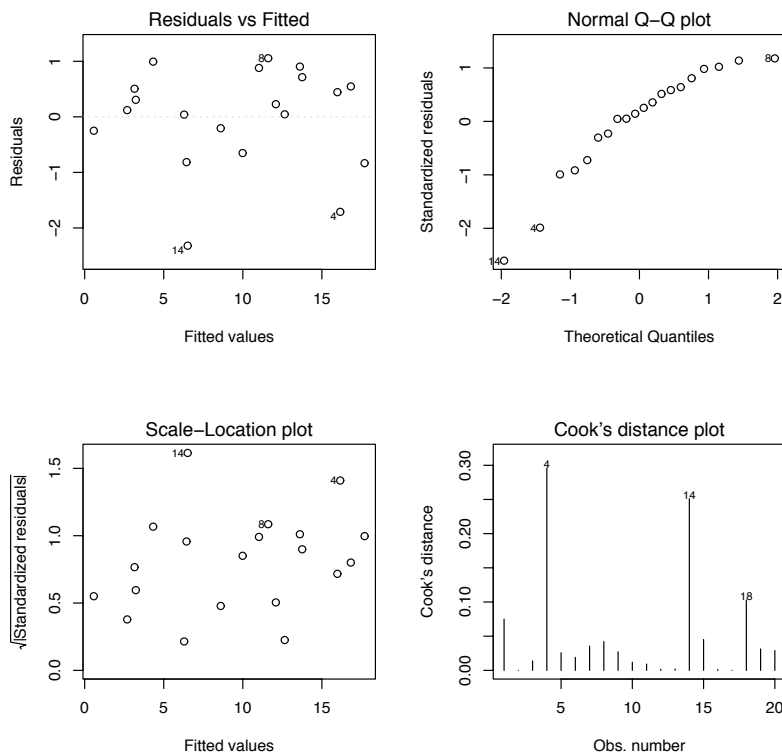 Residuals vs Fitted
1
0
−1
−2
Residuals
8
4
14
0 5 10 15
Fitted values
Normal Q−Q plot
1
0
−1
−2
Standardized residuals
8
4
14
−2 −1 0 1 2
Theoretical Quantiles
Scale−Location plot
1.5
1.0
0.5
0.0
√|Standardized residuals|
14
4
8
0 5 10 15
Fitted values
Cook's distance plot
0.30
0.20
0.10
0.00
Cook's distance
4
14
18
5 10 15 20
Obs. number